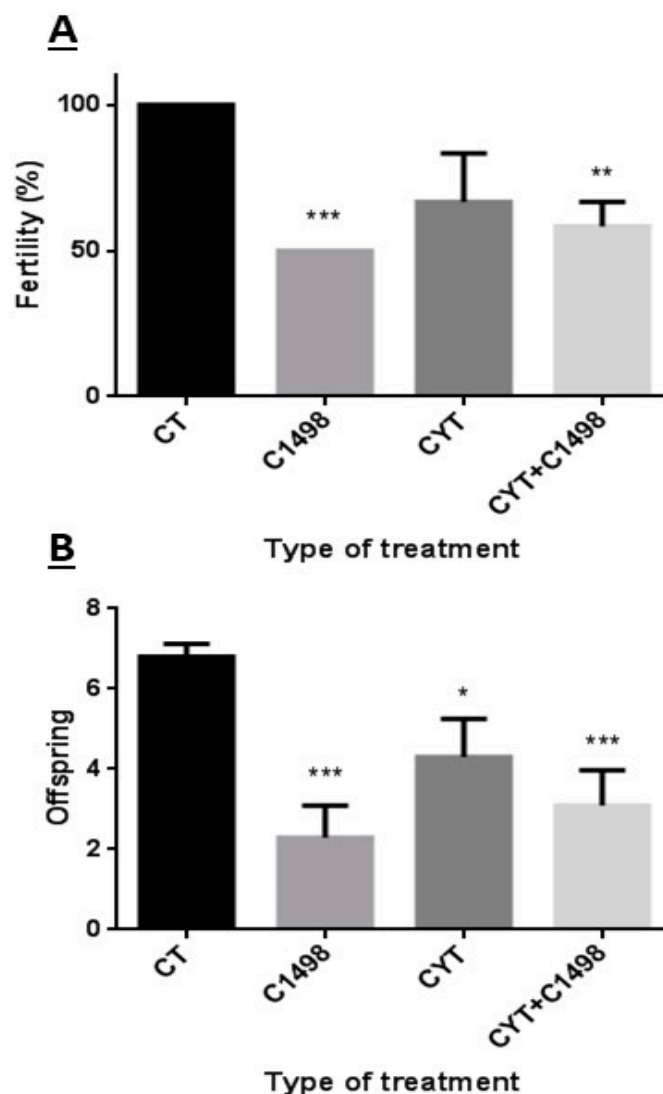 A
Fertility (%)
100
50
0
***
**
CT
C1498
CYT
CYT+C1498
Type of treatment
B
Offspring
8
6
4
2
0
***
*
***
CT
C1498
CYT
CYT+C1498
Type of treatment